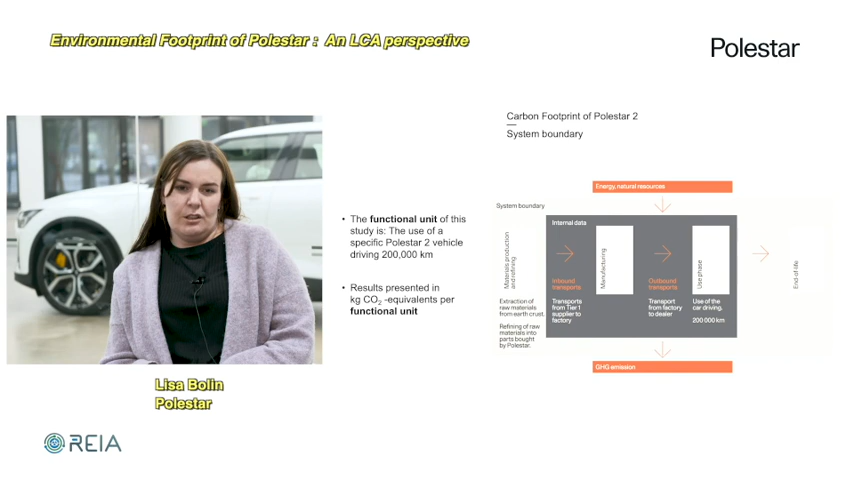 Environmental Footprint of Polestar : An LCA perspective
Polestar
Carbon Footprint of Polestar 2
System boundary
• The functional unit of this
study is: The use of a
specific Polestar 2 vehicle
driving 200,000 km
• Results presented in
kg CO₂ -equivalents per
functional unit
Energy, natural resources
System boundary
Internal data
Materials production
and refining
Inbound
transports
Manufacturing
Outbound
transports
Use phase
End-of-life
Extraction of
raw materials
from earth crust.
Refining of raw
materials into
parts bought
by Polestar.
Transports
from Tier 1
supplier to
factory
Transport
from factory
to dealer
Use of the
car driving.
200 000 km
GHG emission
Lisa Bolin
Polestar
REIA